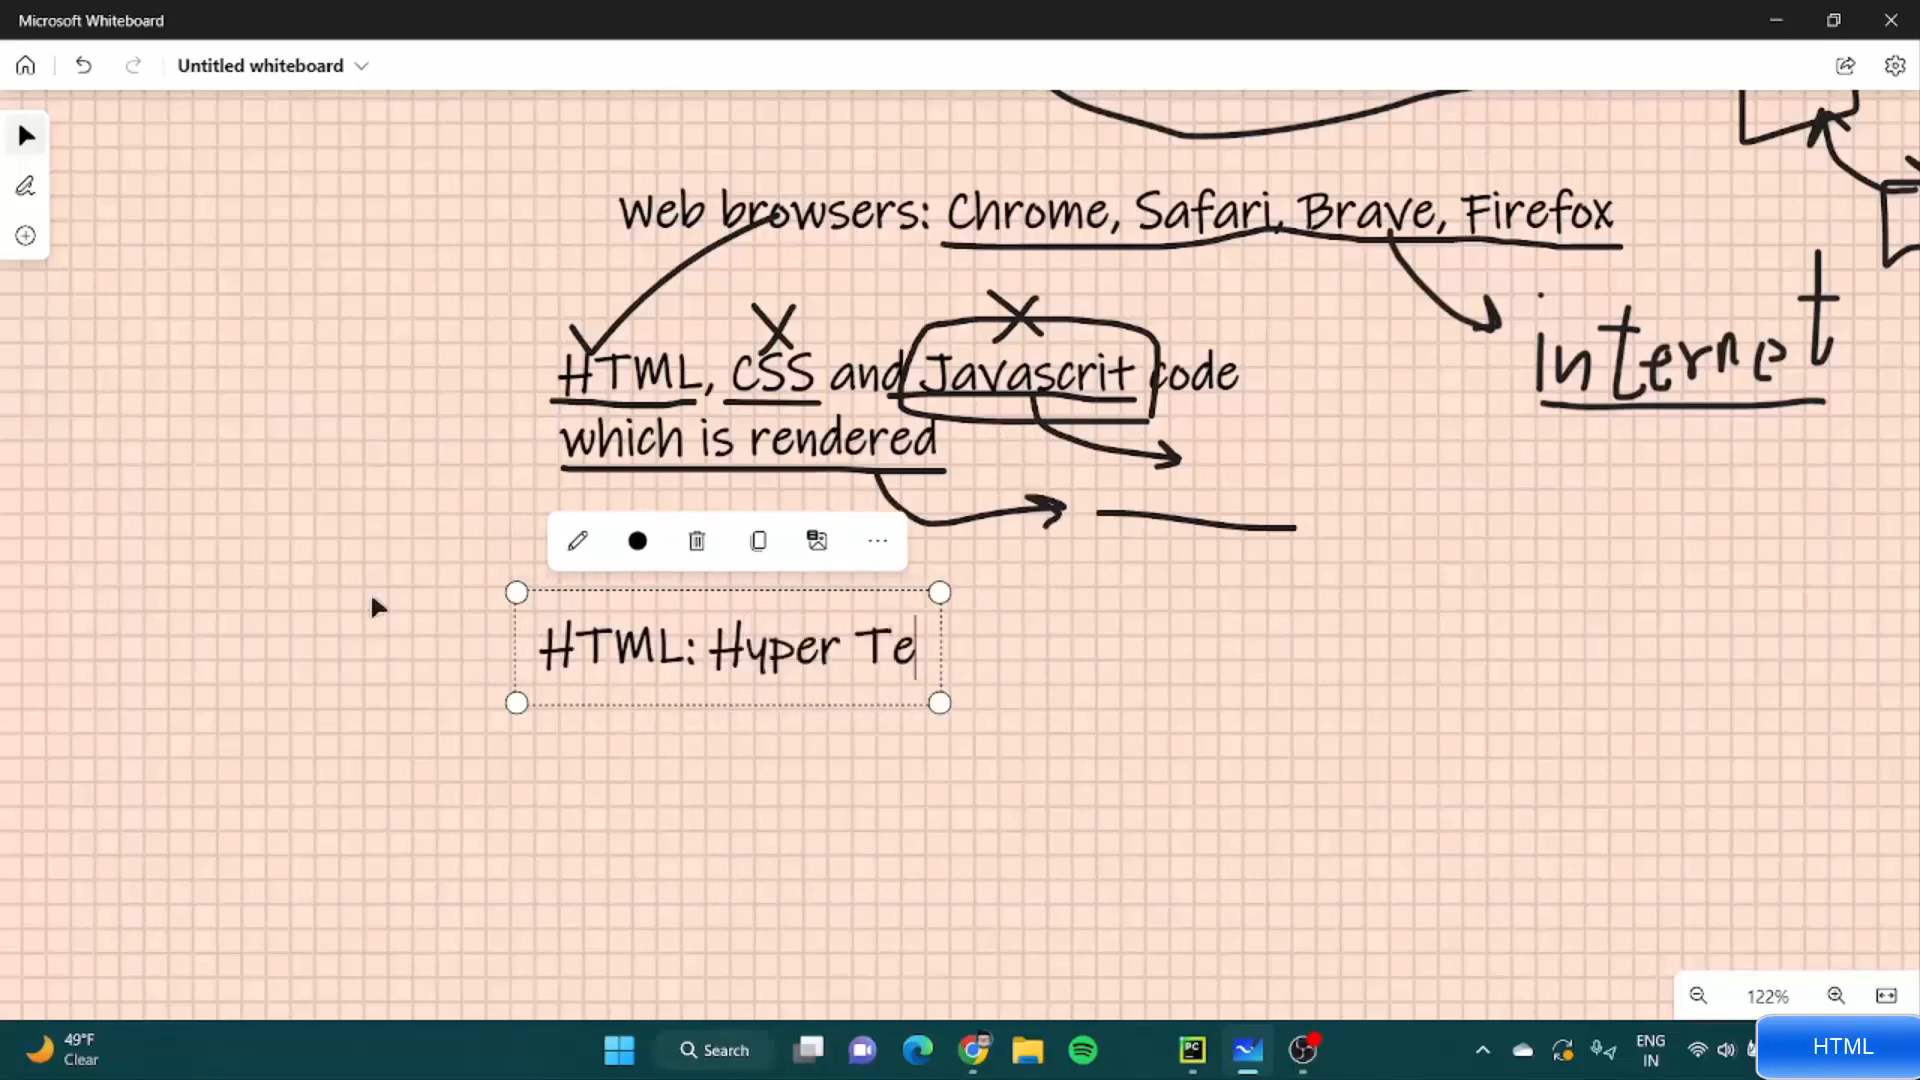 Microsoft Whiteboard
Untitled whiteboard
Web browsers: Chrome, Safari, Brave, Firefox
HTML, CSS and Javascrit code
which is rendered
internet
HTML: Hyper Te
122%
49°F
Clear
Search
PC
ENG
IN
HTML